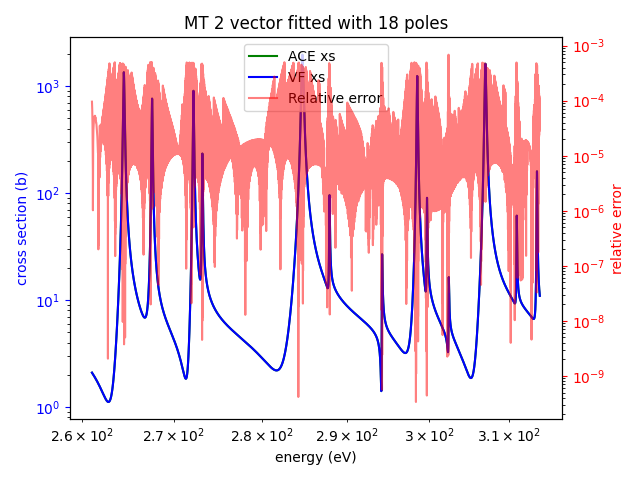 MT 2 vector fitted with 18 poles
ACE xs
VF xs
Relative error
cross section (b)
10³
10²
10¹
10⁰
relative error
10⁻³
10⁻⁴
10⁻⁵
10⁻⁶
10⁻⁷
10⁻⁸
10⁻⁹
2.6 × 10² 2.7 × 10² 2.8 × 10² 2.9 × 10² 3 × 10² 3.1 × 10²
energy (eV)